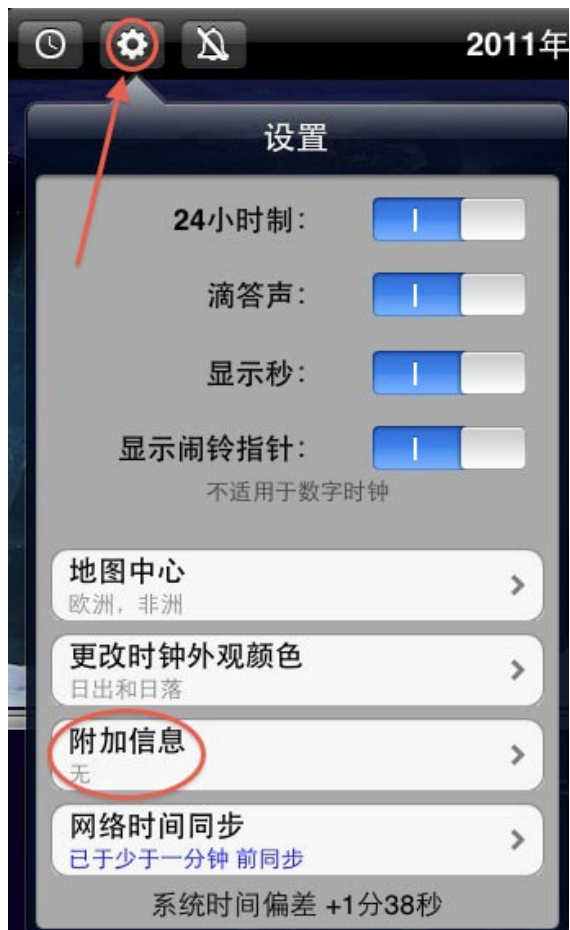 2011年
设置
24小时制:
滴答声:
显示秒:
显示闹铃指针:
不适用于数字时钟
地图中心
欧洲，非洲
更改时钟外观颜色
日出和日落
附加信息
无
网络时间同步
已于少于一分钟 前同步
系统时间偏差 +1分38秒